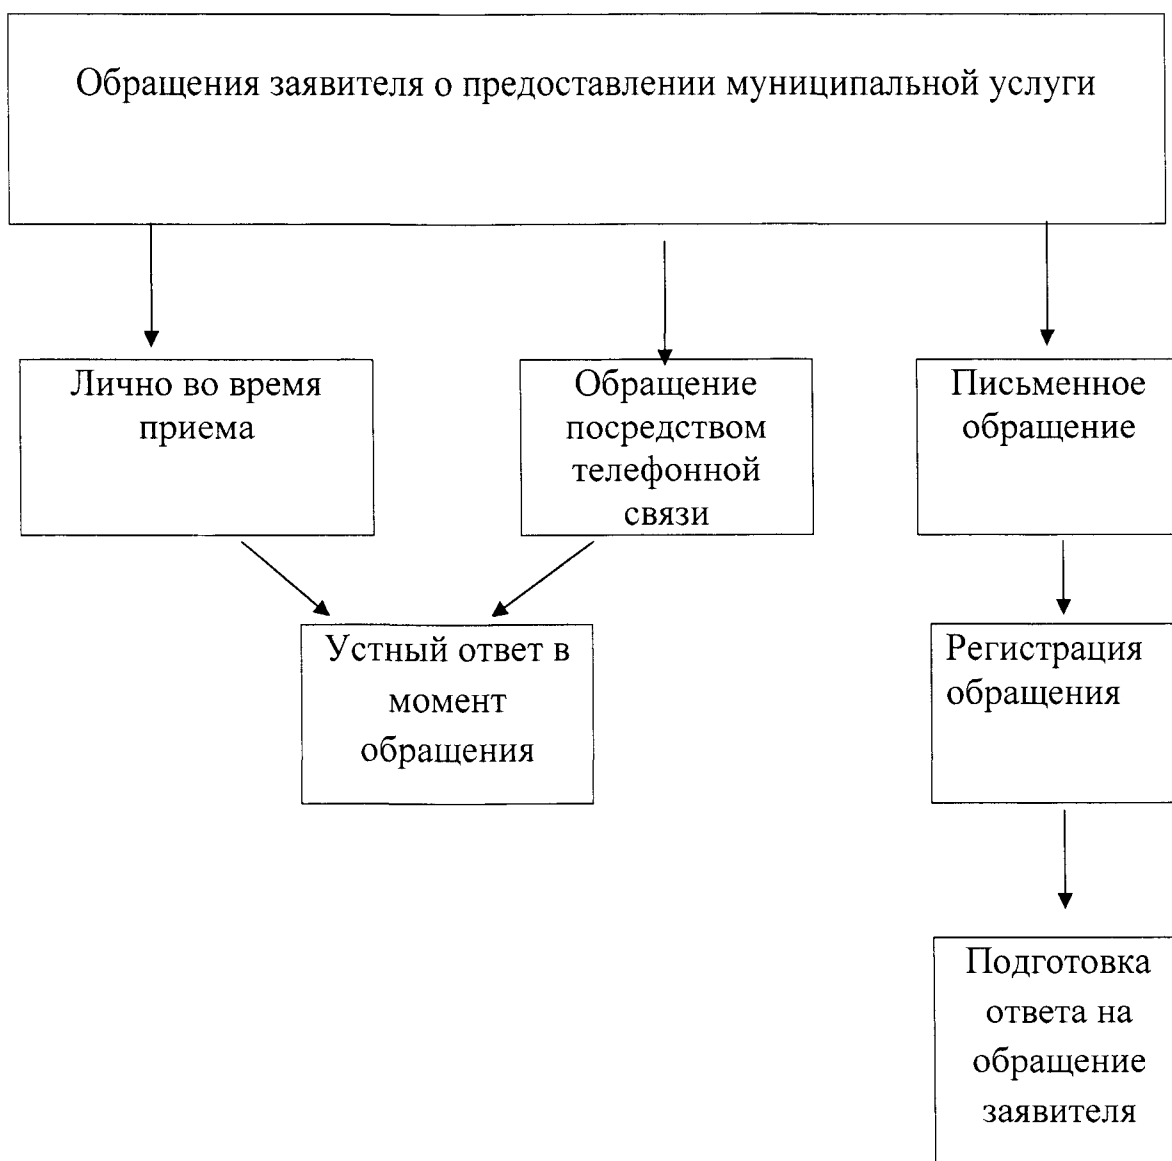 Обращения заявителя о предоставлении муниципальной услуги
Лично во время
приема
Обращение
посредством
телефонной
связи
Письменное
обращение
Устный ответ в
момент
обращения
Регистрация
обращения
Подготовка
ответа на
обращение
заявителя